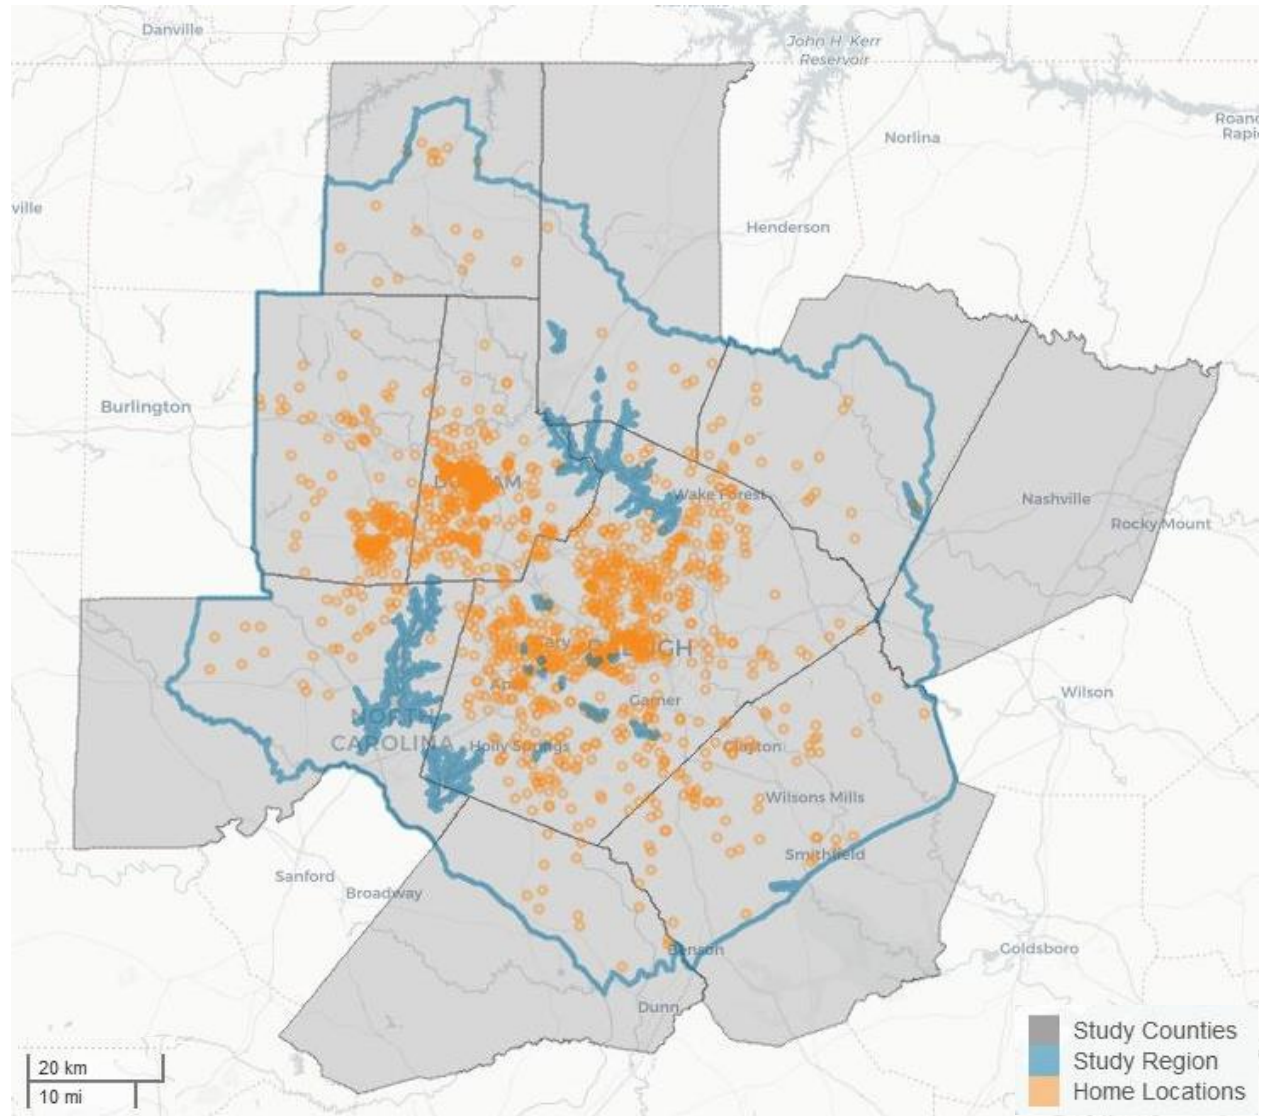 Danville
John H. Kerr
Reservoir
Roano
Rapi
Norlina
ville
Henderson
Burlington
Wake Forest
Nashville
Rocky Mount
Garner
Wilson
NORTH
CAROLINA
Holly Springs
Clayton
Wilsons Mills
Smithfield
Sanford
Broadway
Benson
Goldsboro
Dunn
Study Counties
Study Region
Home Locations
20 km
10 mi